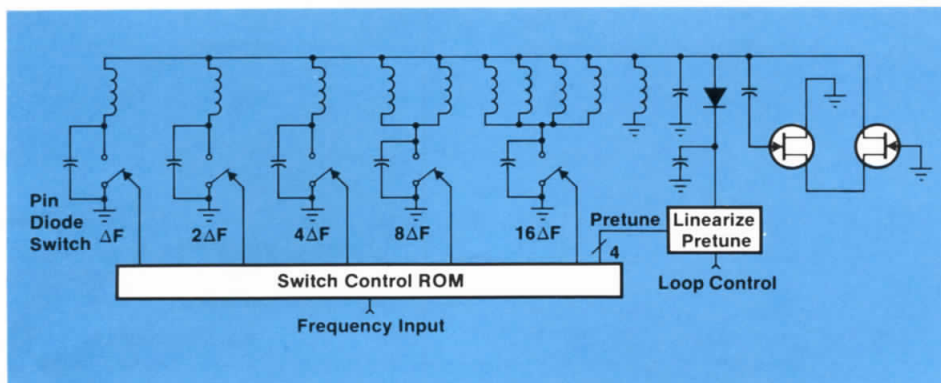 Pin
Diode
Switch
ΔF
2ΔF
4ΔF
8ΔF
16ΔF
Pretune
4
Linearize
Pretune
Loop Control
Switch Control ROM
Frequency Input